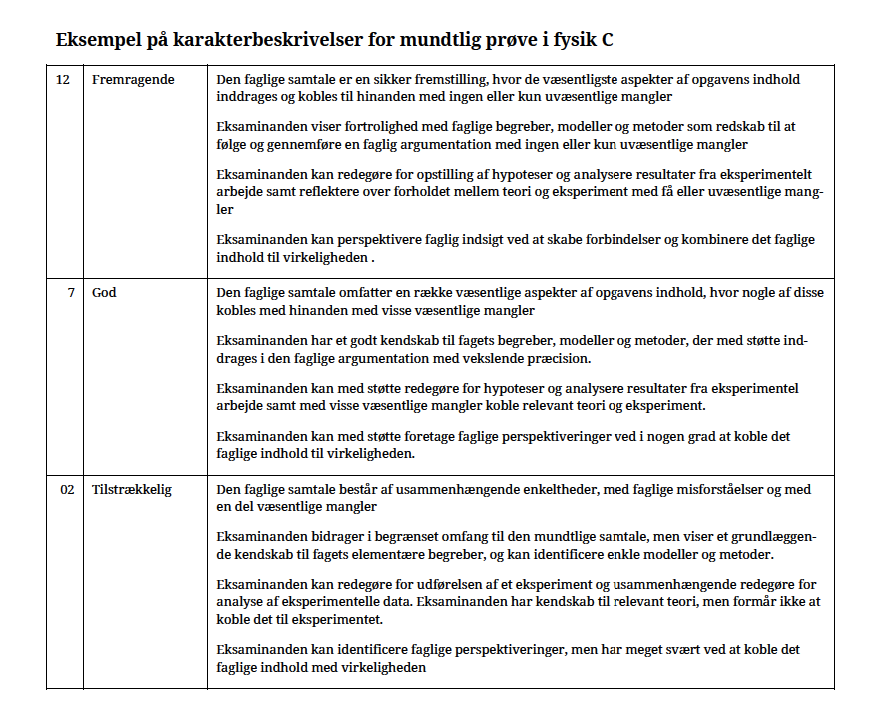 Eksempel på karakterbeskrivelser for mundtlig prøve i fysik C
12 Fremragende Den faglige samtale er en sikker fremstilling, hvor de væsentligste aspekter af opgavens indhold
inddrages og kobles til hinanden med ingen eller kun uvæsentlige mangler
Eksaminanden viser fortrolighed med faglige begreber, modeller og metoder som redskab til at
følge og gennemføre en faglig argumentation med ingen eller kun uvæsentlige mangler
Eksaminanden kan redegøre for opstilling af hypoteser og analysere resultater fra eksperimentelt
arbejde samt reflektere over forholdet mellem teori og eksperiment med få eller uvæsentlige mang-
ler
Eksaminanden kan perspektivere faglig indsigt ved at skabe forbindelser og kombinere det faglige
indhold til virkeligheden .
7 God Den faglige samtale omfatter en række væsentlige aspekter af opgavens indhold, hvor nogle af disse
kobles med hinanden med visse væsentlige mangler
Eksaminanden har et godt kendskab til fagets begreber, modeller og metoder, der med støtte ind-
drages i den faglige argumentation med vekslende præcision.
Eksaminanden kan med støtte redegøre for hypoteser og analysere resultater fra eksperimentel
arbejde samt med visse væsentlige mangler koble relevant teori og eksperiment.
Eksaminanden kan med støtte foretage faglige perspektiveringer ved i nogen grad at koble det
faglige indhold til virkeligheden.
02 Tilstrækkelig Den faglige samtale består af usammenhængende enkeltheder, med faglige misforståelser og med
en del væsentlige mangler
Eksaminanden bidrager i begrænset omfang til den mundtlige samtale, men viser et grundlæggen-
de kendskab til fagets elementære begreber, og kan identificere enkle modeller og metoder.
Eksaminanden kan redegøre for udførelsen af et eksperiment og usammenhængende redegøre for
analyse af eksperimentelle data. Eksaminanden har kendskab til relevant teori, men formår ikke at
koble det til eksperimentet.
Eksaminanden kan identificere faglige perspektiveringer, men har meget svært ved at koble det
faglige indhold med virkeligheden